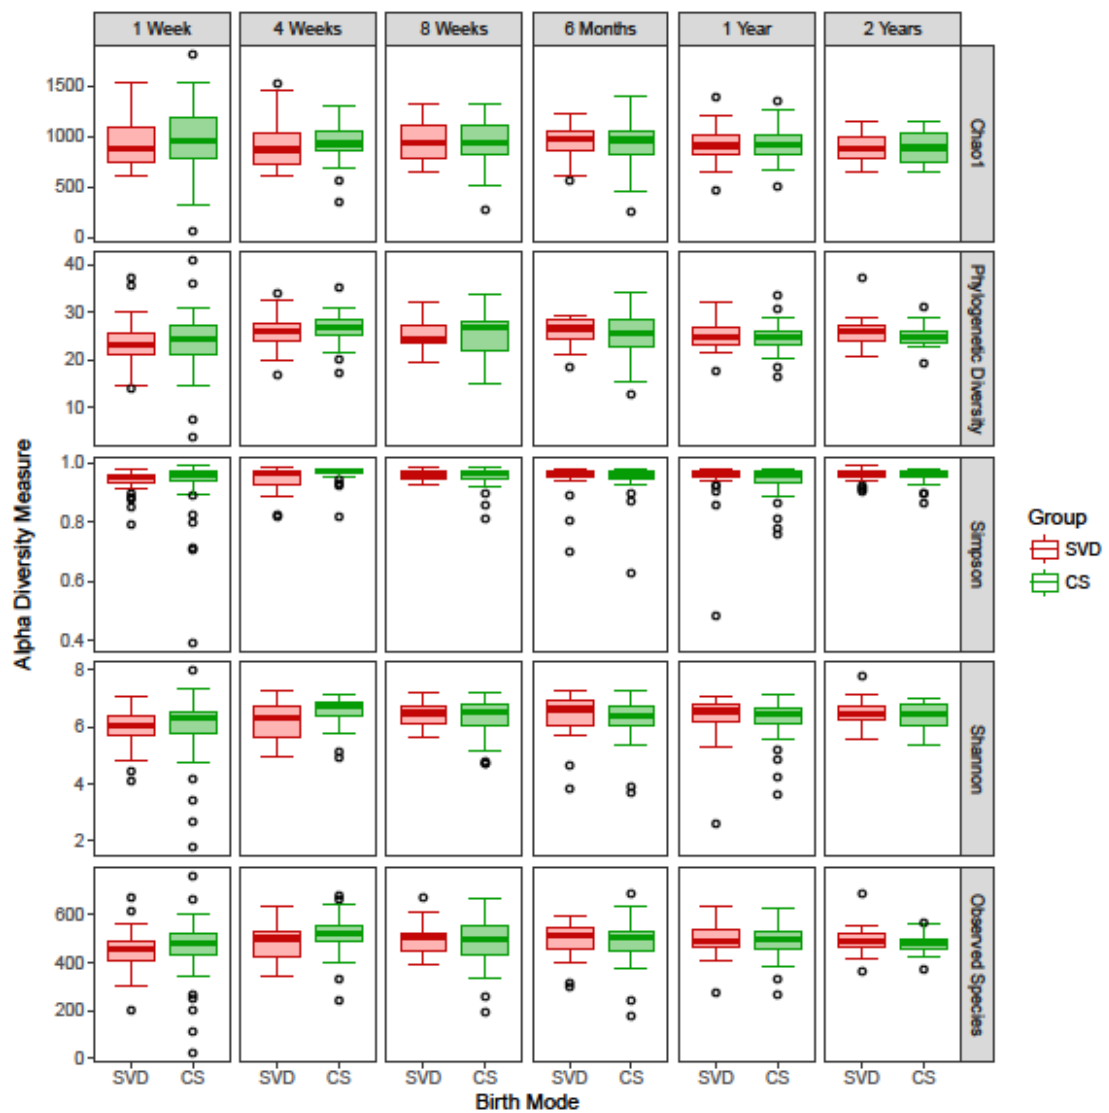 1 Week 4 Weeks 8 Weeks 6 Months 1 Year 2 Years
1500
1000
500
0
Chao1
40
30
20
10
Phylogenetic Diversity
1.0
0.8
0.6
0.4
Simpson
8
6
4
2
Shannon
600
400
200
0
Observed Species
Alpha Diversity Measure
SVD CS SVD CS SVD CS SVD CS SVD CS SVD CS
Birth Mode
Group
SVD
CS